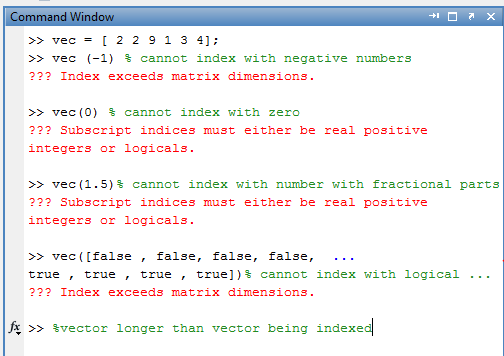 Command Window
>> vec = [ 2 2 9 1 3 4];
>> vec (-1) % cannot index with negative numbers
??? Index exceeds matrix dimensions.
>> vec(0) % cannot index with zero
??? Subscript indices must either be real positive
integers or logicals.
>> vec(1.5)% cannot index with number with fractional parts
??? Subscript indices must either be real positive
integers or logicals.
>> vec([false , false, false, false,  ...
true , true , true , true])% cannot index with logical ...
??? Index exceeds matrix dimensions.
fx >> %vector longer than vector being indexed